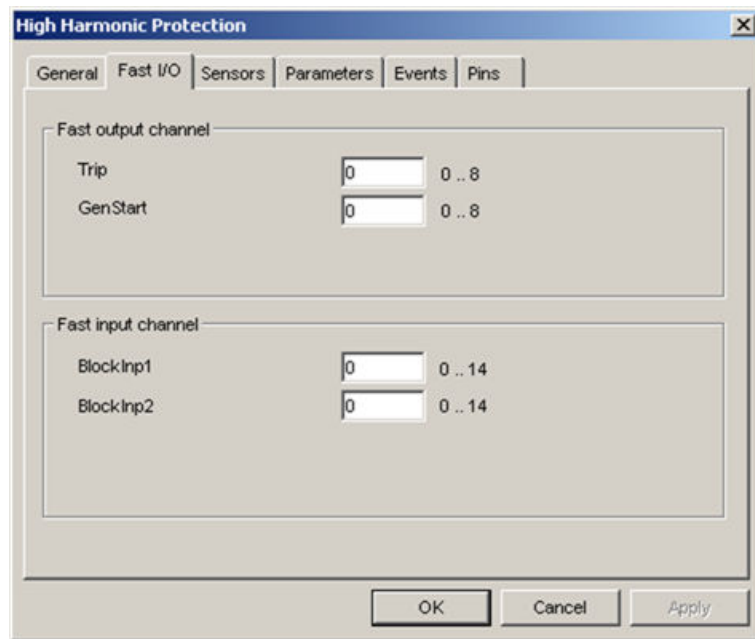 High Harmonic Protection
General Fast I/O Sensors Parameters Events Pins
Fast output channel
Trip 0 0 .. 8
GenStart 0 0 .. 8
Fast input channel
BlockInp1 0 0 .. 14
BlockInp2 0 0 .. 14
OK Cancel Apply